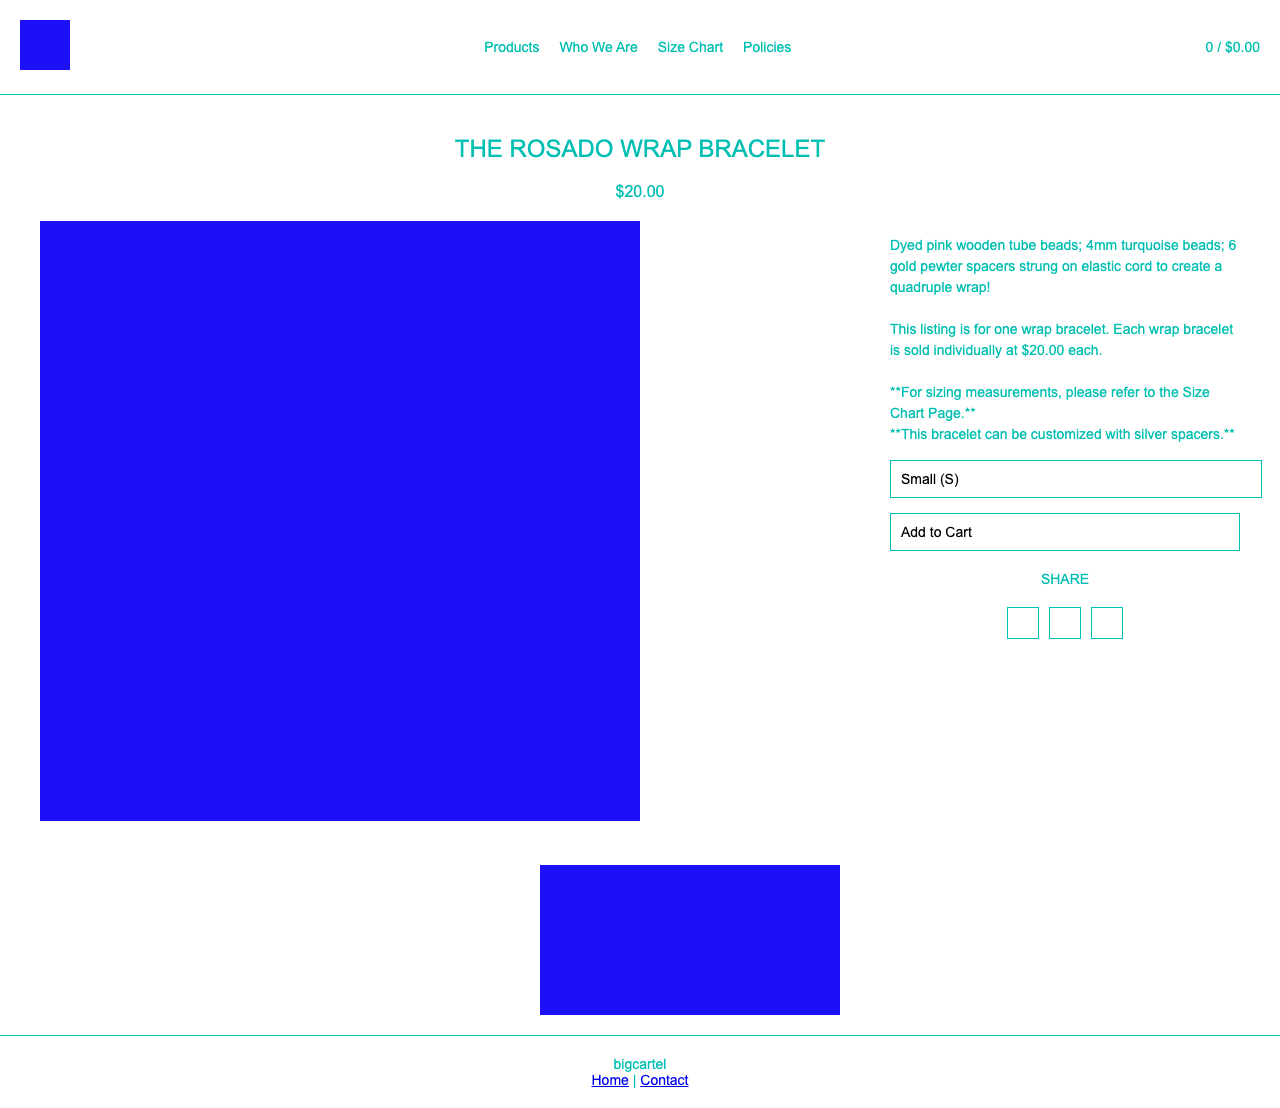 Products Who We Are Size Chart Policies 0 / $0.00
THE ROSADO WRAP BRACELET
$20.00
Dyed pink wooden tube beads; 4mm turquoise beads; 6
gold pewter spacers strung on elastic cord to create a
quadruple wrap!
This listing is for one wrap bracelet. Each wrap bracelet
is sold individually at $20.00 each.
**For sizing measurements, please refer to the Size
Chart Page.**
**This bracelet can be customized with silver spacers.**
Small (S)
Add to Cart
SHARE
bigcartel
Home | Contact